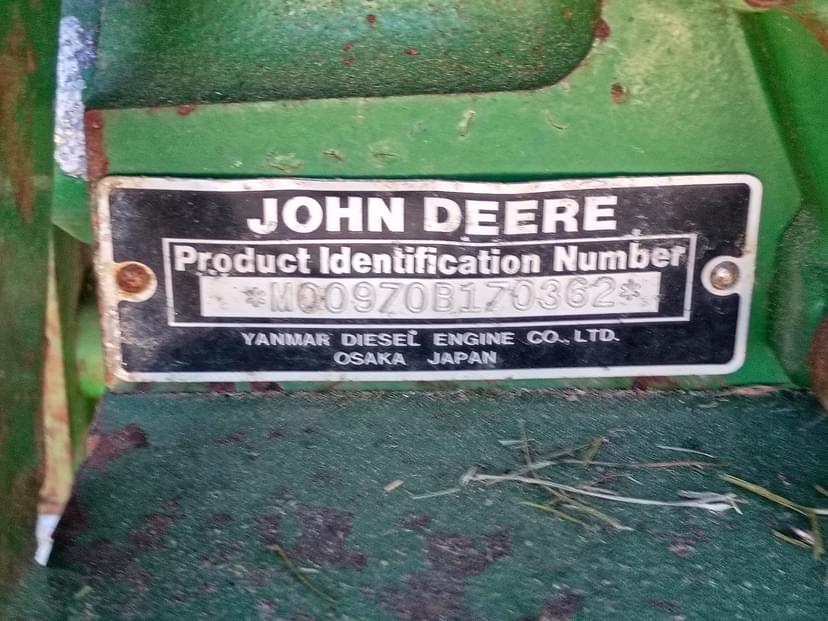 JOHN DEERE
Product Identification Number
*M00970B170362*
YANMAR DIESEL ENGINE CO., LTD.
OSAKA JAPAN